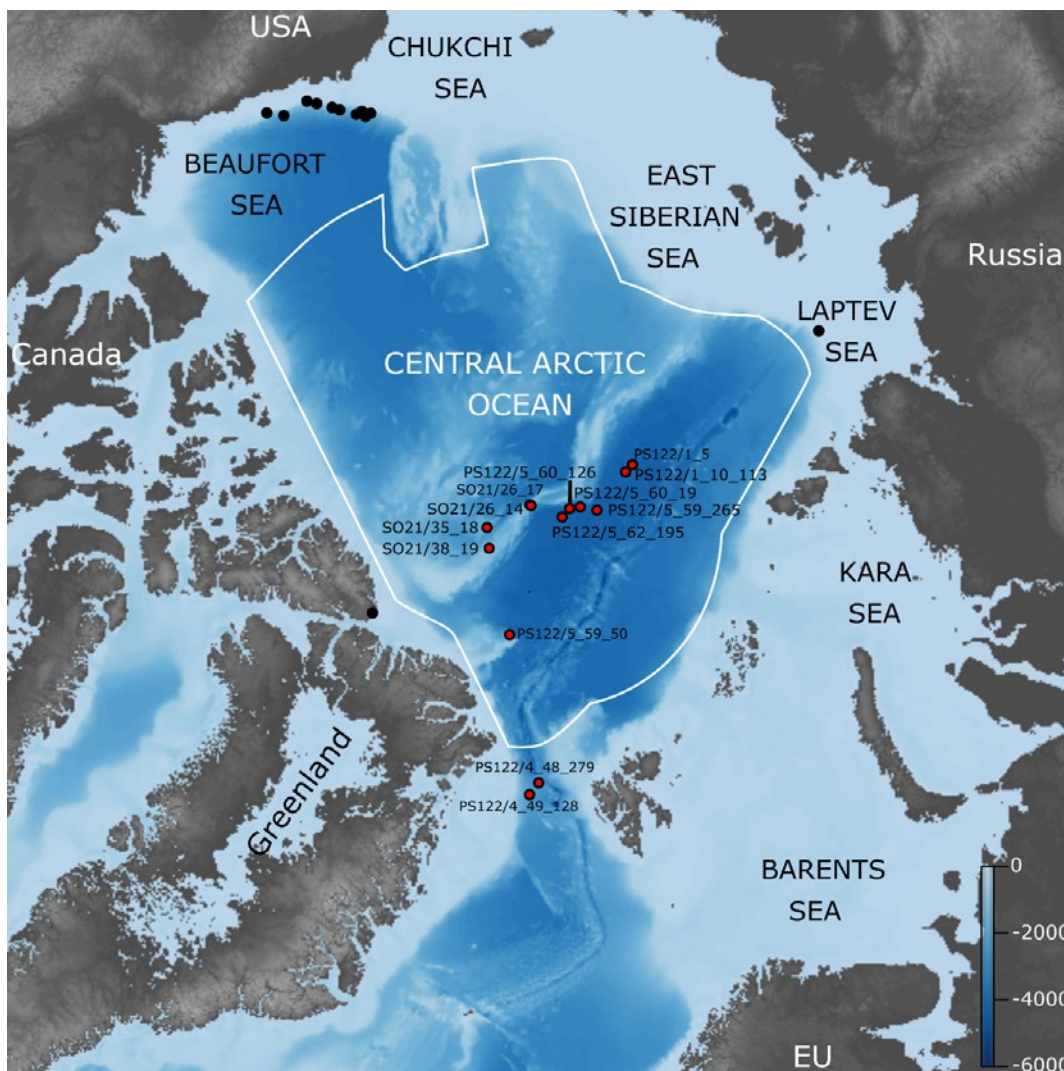 USA
CHUKCHI
SEA
BEAUFORT
SEA
EAST
SIBERIAN
SEA
Russia
LAPTEV
SEA
Canada
CENTRAL ARCTIC
OCEAN
PS122/1_5
PS122/5_60_126
PS122/1_10_113
SO21/26_17
PS122/5_60_19
SO21/26_14
PS122/5_59_265
SO21/35_18
PS122/5_62_195
SO21/38_19
KARA
SEA
PS122/5_59_50
Greenland
PS122/4_48_279
PS122/4_49_128
BARENTS
SEA
0
-2000
-4000
-6000
EU